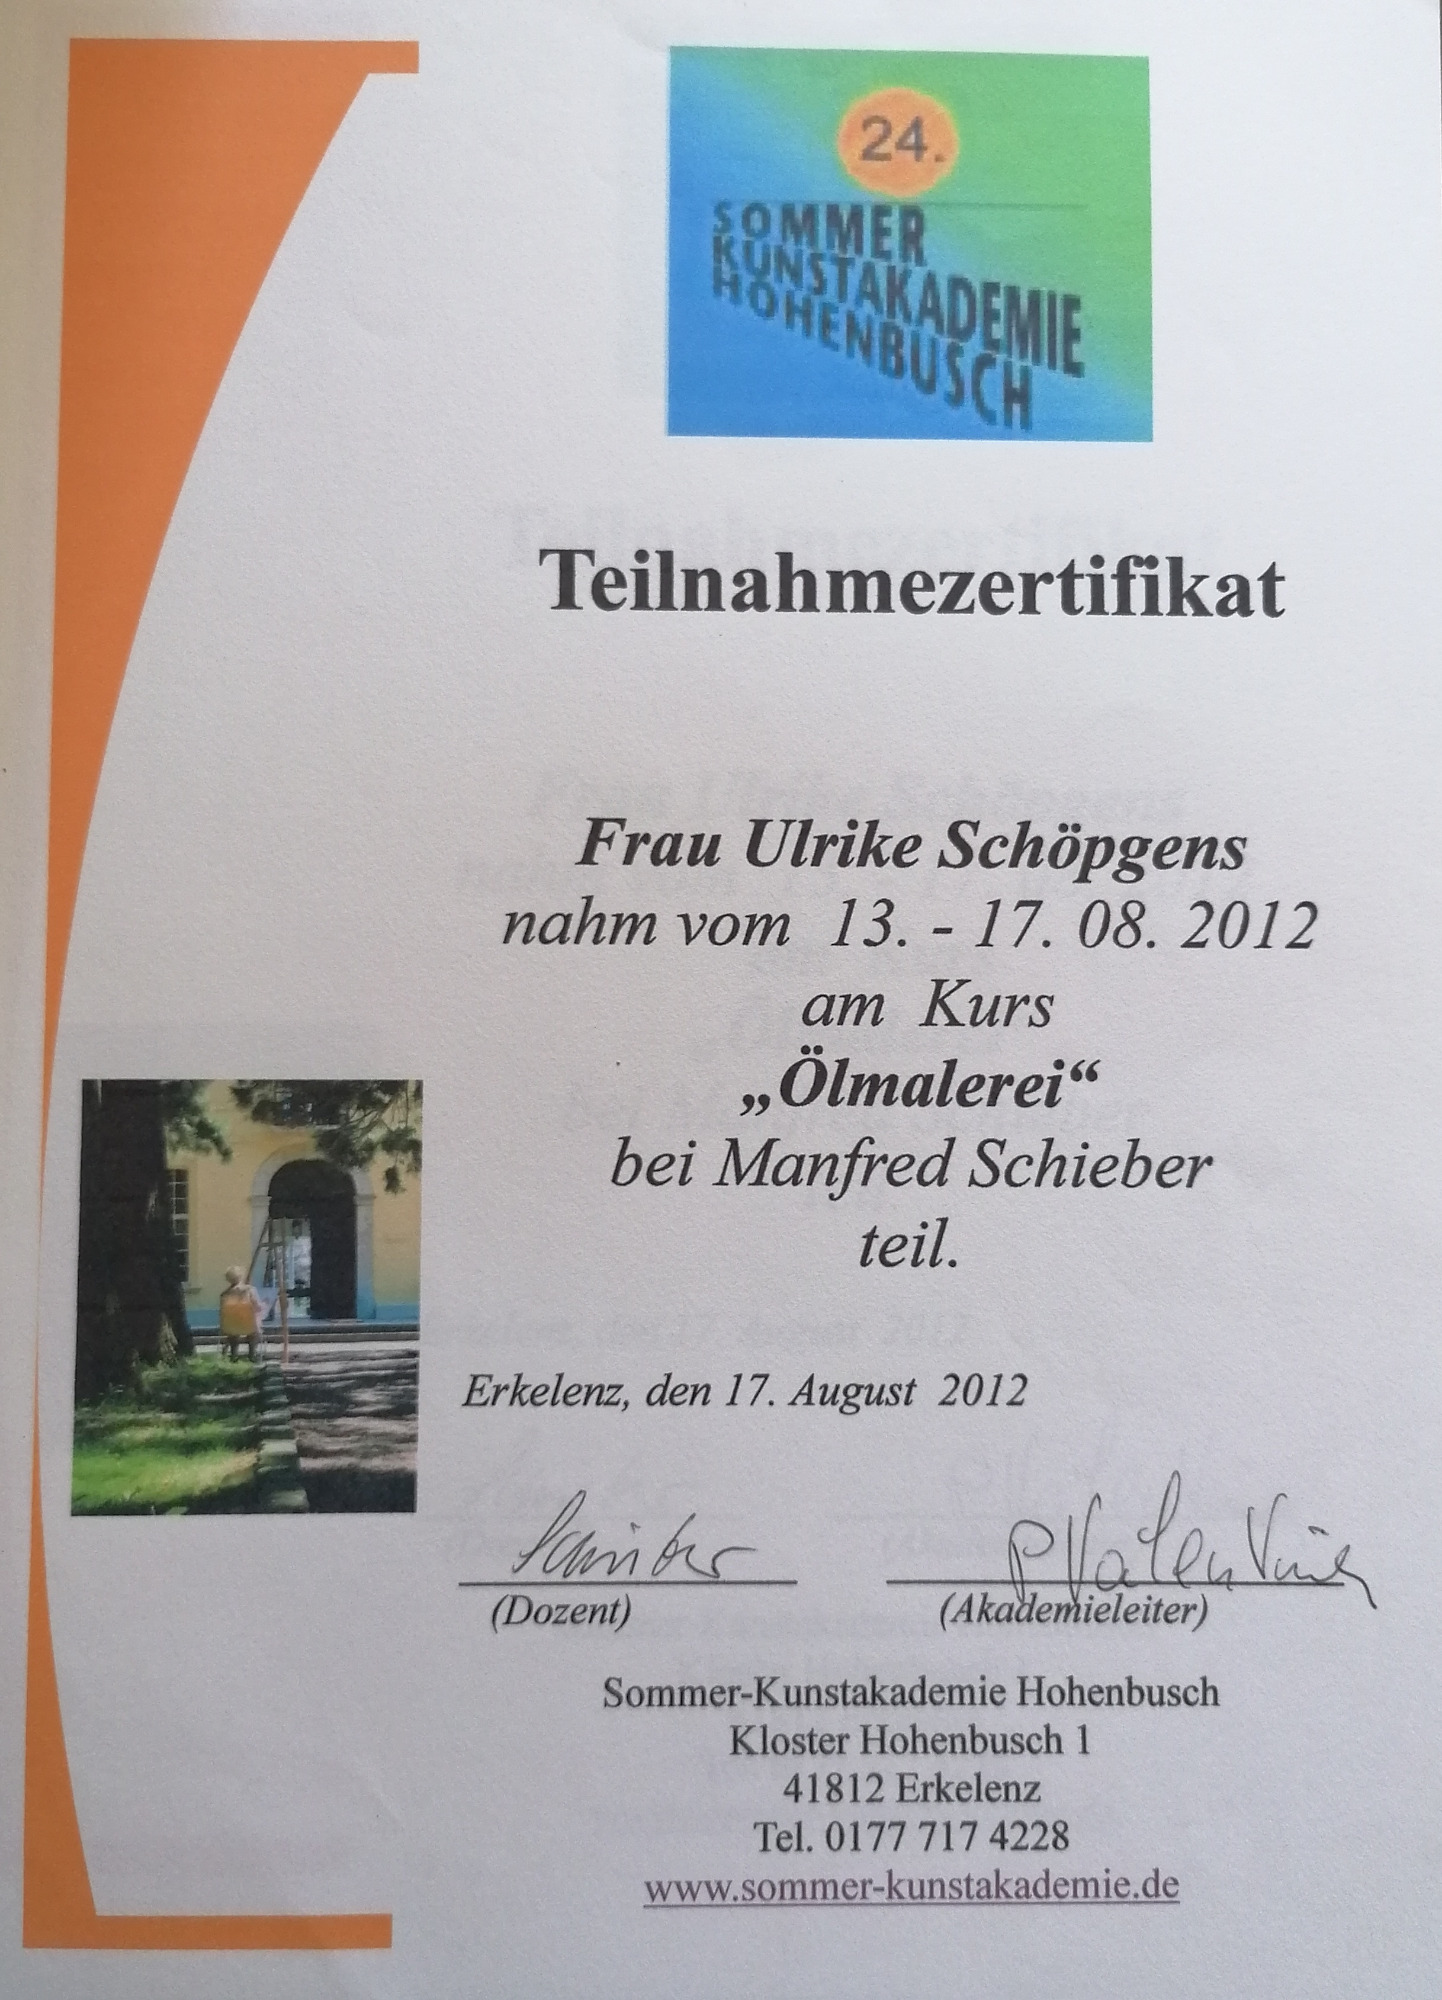 24.
SOMMER
KUNSTAKADEMIE
HOHENBUSCH
Teilnahmezertifikat
Frau Ulrike Schöpgens
nahm vom 13. - 17. 08. 2012
am Kurs
„Ölmalerei“
bei Manfred Schieber
teil.
Erkelenz, den 17. August 2012
(Dozent) (Akademieleiter)
Sommer-Kunstakademie Hohenbusch
Kloster Hohenbusch 1
41812 Erkelenz
Tel. 0177 717 4228
www.sommer-kunstakademie.de